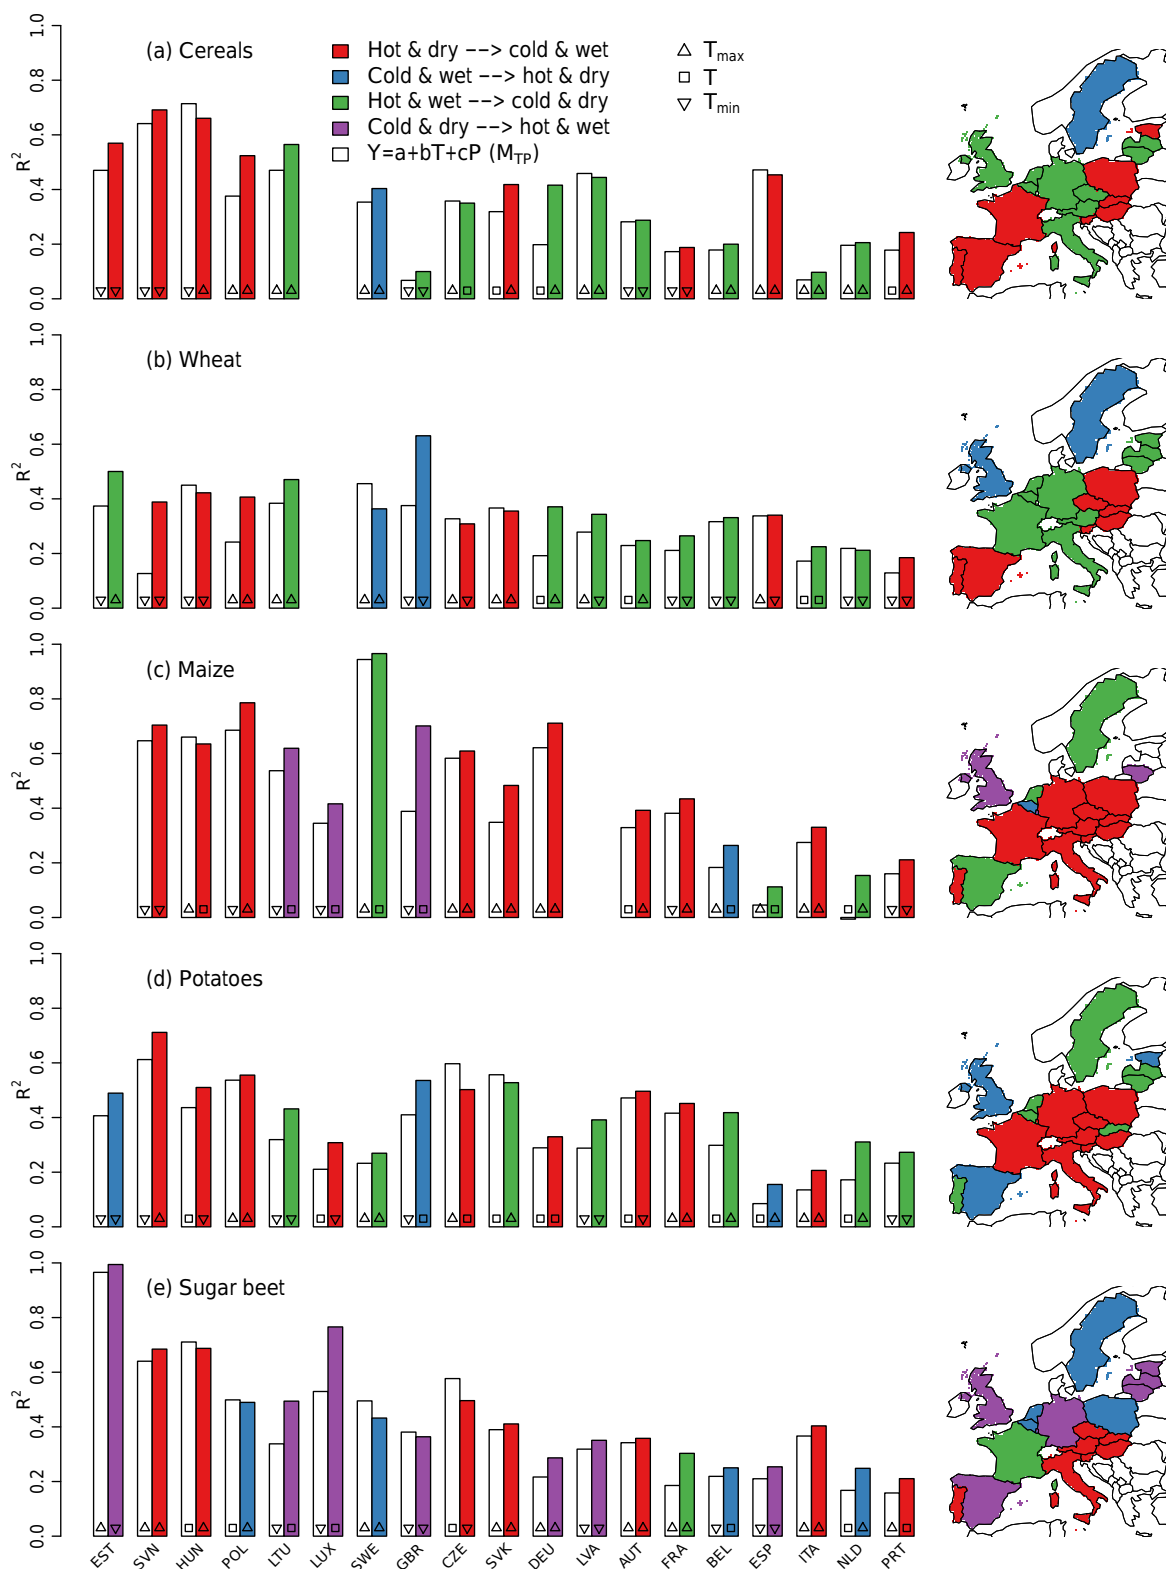 (a) Cereals
Hot & dry --> cold & wet
Cold & wet --> hot & dry
Hot & wet --> cold & dry
Cold & dry --> hot & wet
Y=a+bT+cP (M_TP)
T_max
T
T_min
R²
0.0 0.2 0.4 0.6 0.8 1.0
(b) Wheat
R²
0.0 0.2 0.4 0.6 0.8 1.0
(c) Maize
R²
0.0 0.2 0.4 0.6 0.8 1.0
(d) Potatoes
R²
0.0 0.2 0.4 0.6 0.8 1.0
(e) Sugar beet
R²
0.0 0.2 0.4 0.6 0.8 1.0
EST SVN HUN POL LTU LUX SWE GBR CZE SVK DEU LVA AUT FRA BEL ESP ITA NLD PRT